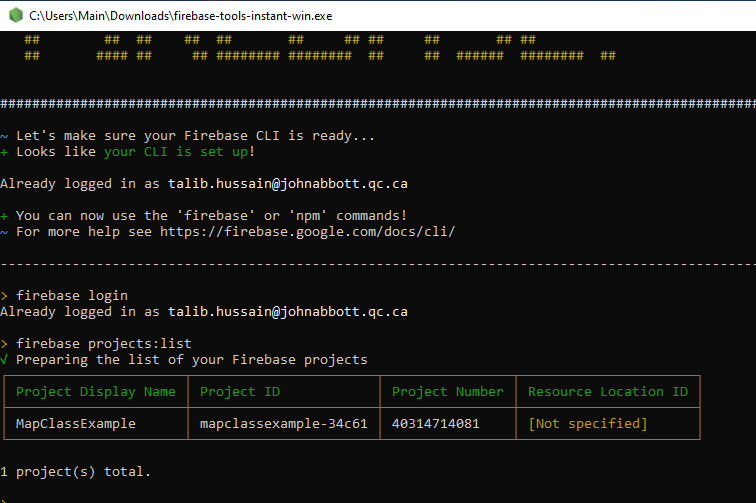 C:\Users\Main\Downloads\firebase-tools-instant-win.exe
## ## ## ## ## ## ## ## ## ## ##
## #### ## ## ######## ######## ## ## ###### ######## ##
###############################################################################################
~ Let's make sure your Firebase CLI is ready...
+ Looks like your CLI is set up!
Already logged in as talib.hussain@johnabbott.qc.ca
+ You can now use the 'firebase' or 'npm' commands!
~ For more help see https://firebase.google.com/docs/cli/
-----------------------------------------------------------------------------------------------
> firebase login
Already logged in as talib.hussain@johnabbott.qc.ca
> firebase projects:list
√ Preparing the list of your Firebase projects
Project Display Name │ Project ID │ Project Number │ Resource Location ID
MapClassExample │ mapclassexample-34c61 │ 40314714081 │ [Not specified]
1 project(s) total.
>